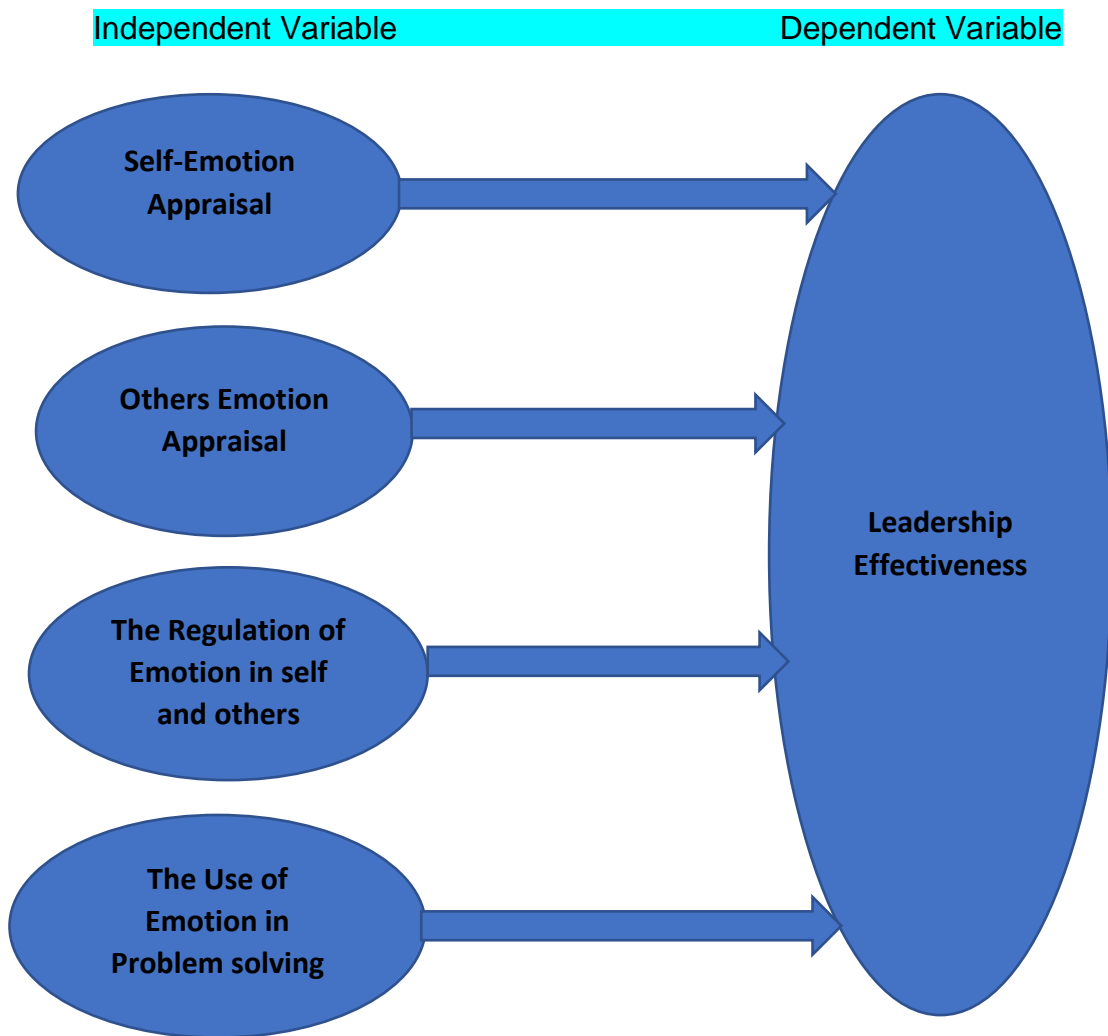 Independent Variable
Dependent Variable
Self-Emotion
Appraisal
Others Emotion
Appraisal
Leadership
Effectiveness
The Regulation of
Emotion in self
and others
The Use of
Emotion in
Problem solving